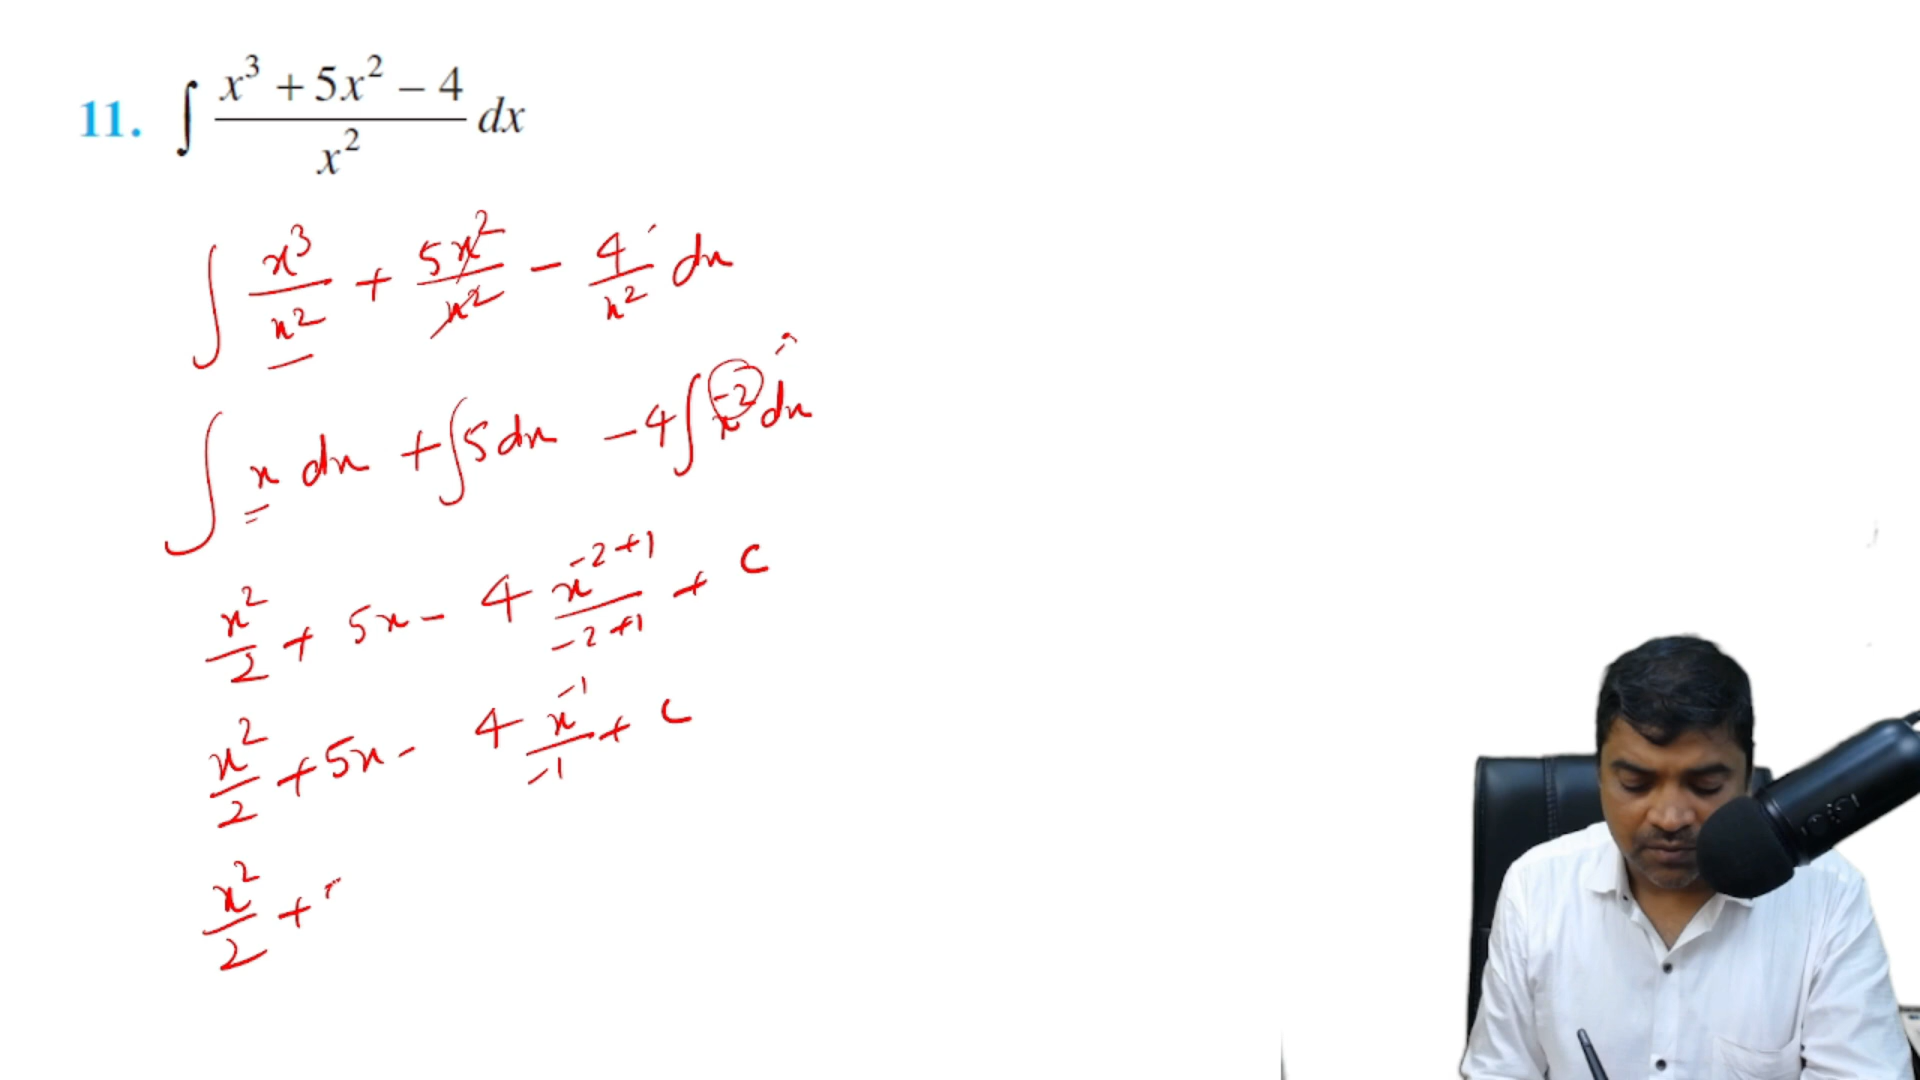 11. ∫ (x³ + 5x² − 4)/x² dx
∫ x³/x² + 5x²/x² − 4/x² dx
∫ x dx + ∫ 5 dx − 4 ∫ x⁻² dx
x²/2 + 5x − 4 x⁻²⁺¹/(−2+1) + c
x²/2 + 5x − 4 x⁻¹/−1 + c
x²/2 +